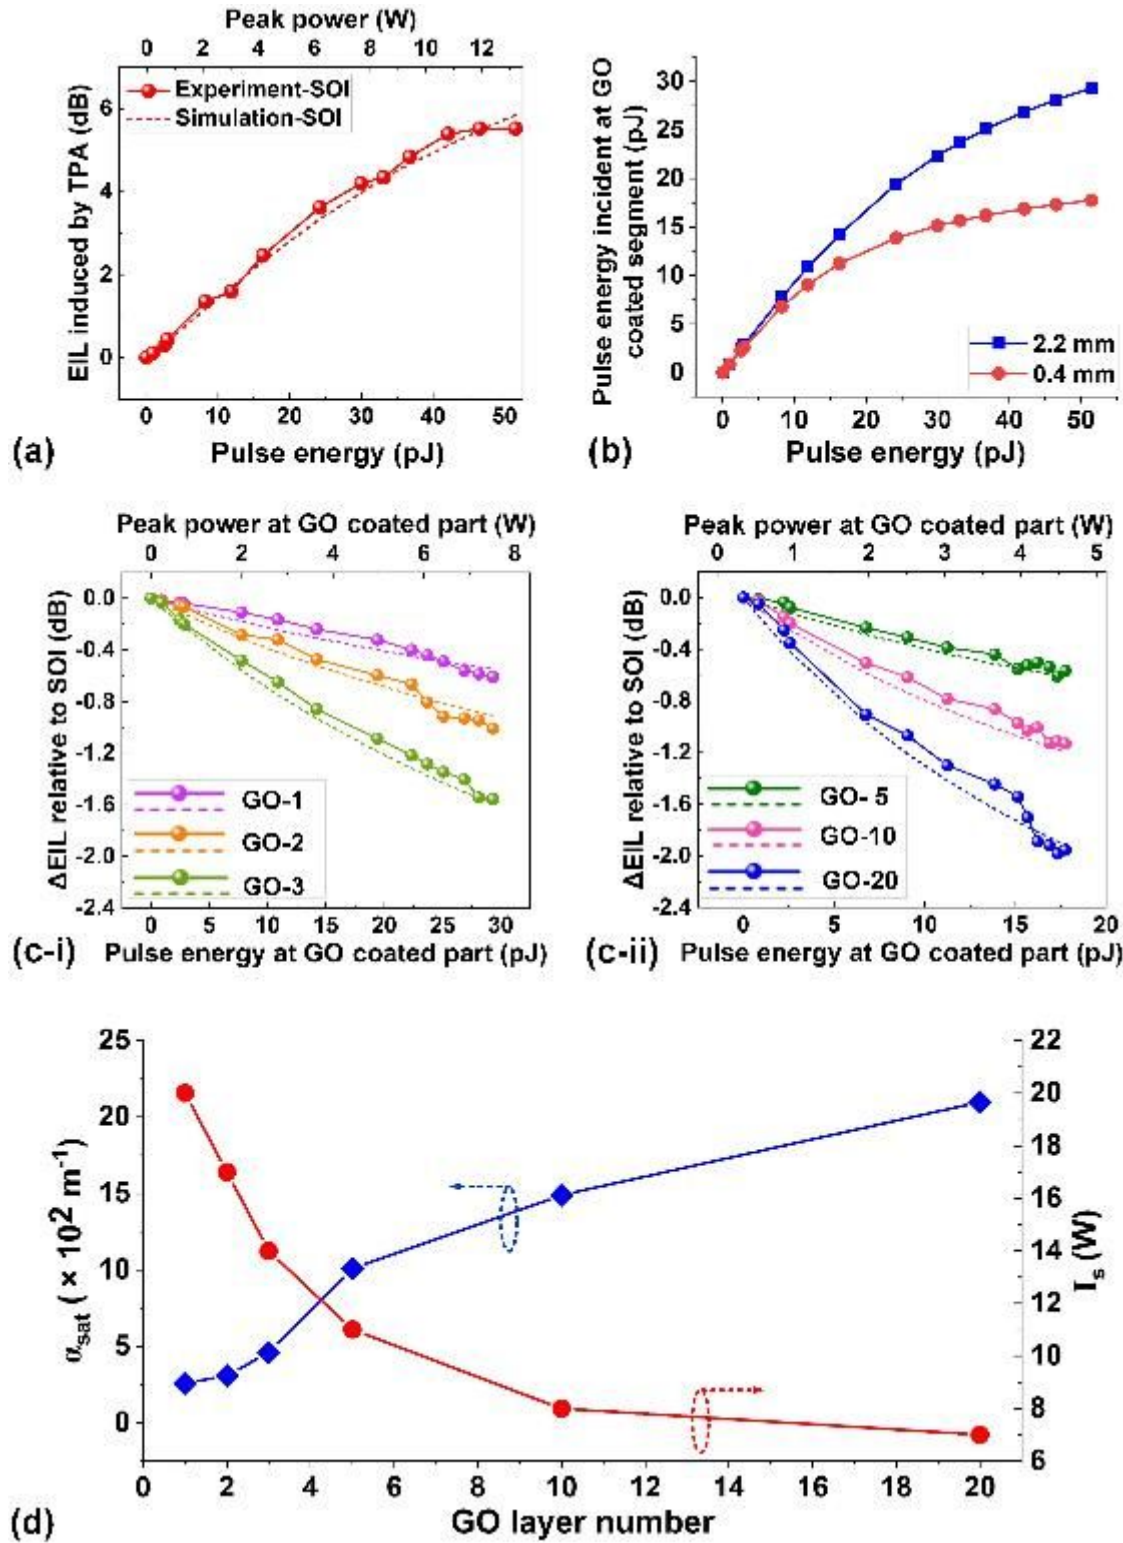 Peak power (W)
0 2 4 6 8 10 12
Experiment-SOI
Simulation-SOI
EIL induced by TPA (dB)
6
4
2
0
0 10 20 30 40 50
(a) Pulse energy (pJ)
Pulse energy incident at GO
coated segment (pJ)
30
25
20
15
10
5
0
2.2 mm
0.4 mm
0 10 20 30 40 50
(b) Pulse energy (pJ)
Peak power at GO coated part (W)
0 2 4 6 8
ΔEIL relative to SOI (dB)
0.0
-0.4
-0.8
-1.2
-1.6
-2.0
-2.4
GO-1
GO-2
GO-3
0 5 10 15 20 25 30
(c-i) Pulse energy at GO coated part (pJ)
Peak power at GO coated part (W)
0 1 2 3 4 5
ΔEIL relative to SOI (dB)
0.0
-0.4
-0.8
-1.2
-1.6
-2.0
-2.4
GO- 5
GO-10
GO-20
0 5 10 15 20
(c-ii) Pulse energy at GO coated part (pJ)
αsat ( × 10² m⁻¹)
25
20
15
10
5
0
22
20
18
16
14
12
10
8
6
Is (W)
0 2 4 6 8 10 12 14 16 18 20
(d) GO layer number